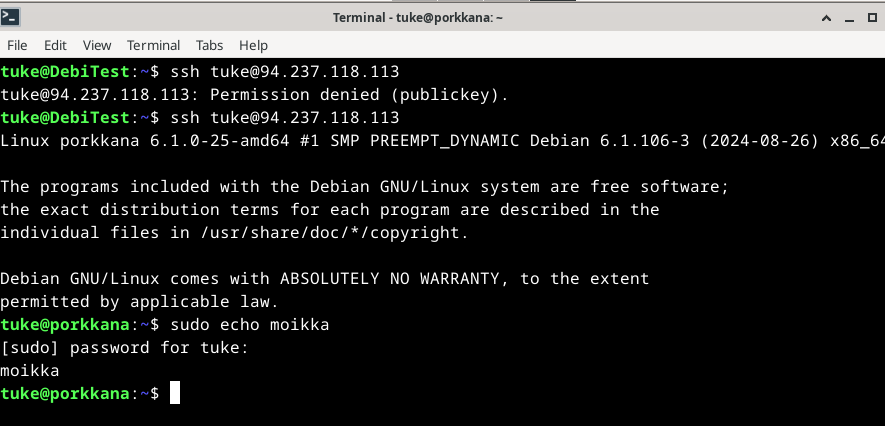 Terminal - tuke@porkkana: ~
File Edit View Terminal Tabs Help
tuke@DebiTest:~$ ssh tuke@94.237.118.113
tuke@94.237.118.113: Permission denied (publickey).
tuke@DebiTest:~$ ssh tuke@94.237.118.113
Linux porkkana 6.1.0-25-amd64 #1 SMP PREEMPT_DYNAMIC Debian 6.1.106-3 (2024-08-26) x86_64
The programs included with the Debian GNU/Linux system are free software;
the exact distribution terms for each program are described in the
individual files in /usr/share/doc/*/copyright.
Debian GNU/Linux comes with ABSOLUTELY NO WARRANTY, to the extent
permitted by applicable law.
tuke@porkkana:~$ sudo echo moikka
[sudo] password for tuke:
moikka
tuke@porkkana:~$